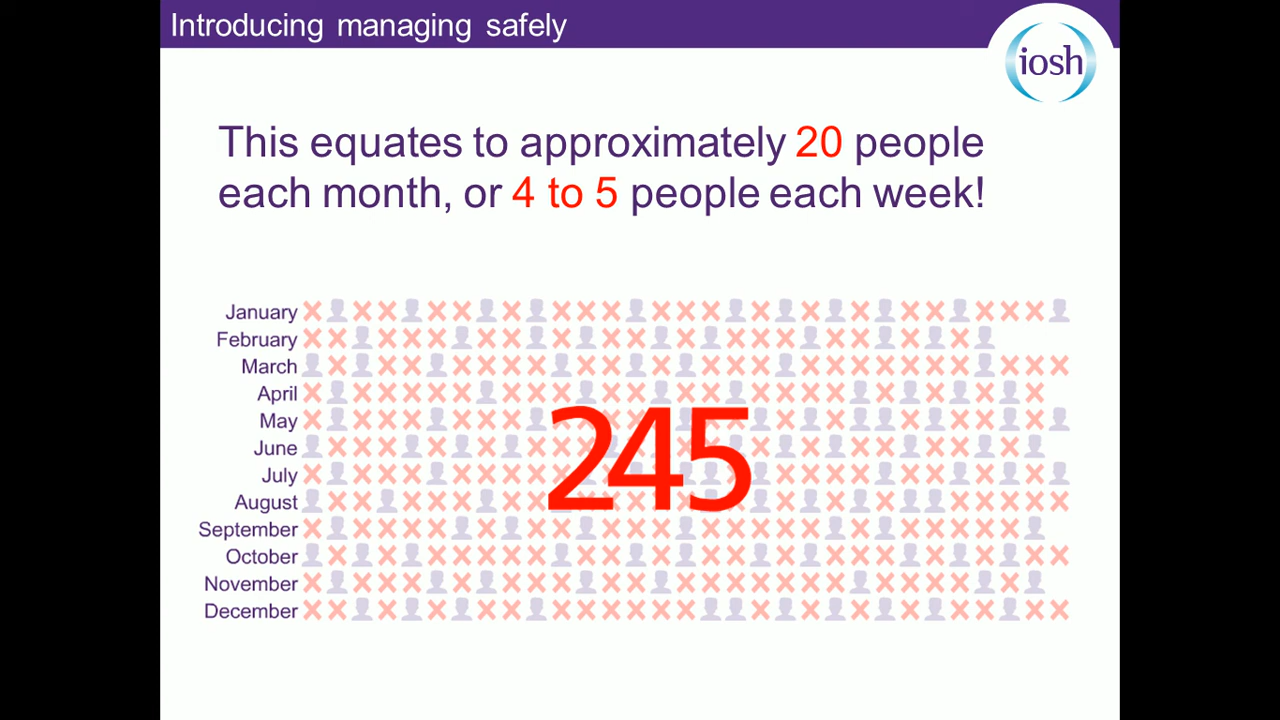 Introducing managing safely
iosh
This equates to approximately 20 people
each month, or 4 to 5 people each week!
January
February
March
April
May
June
July
August
September
October
November
December
245